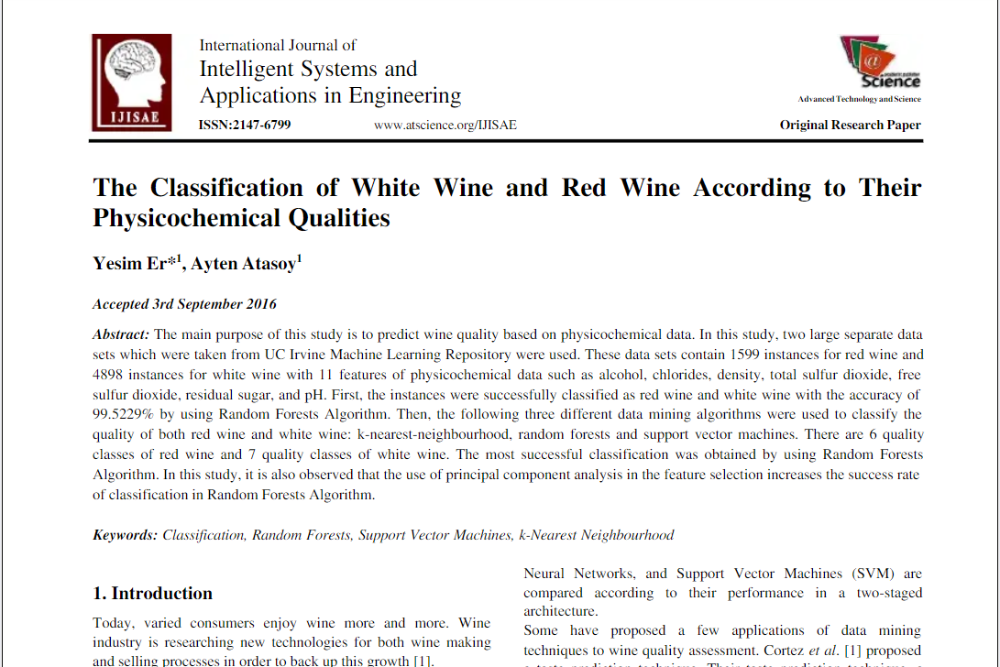 International Journal of
Intelligent Systems and
Applications in Engineering
IJISAE
Science
Advanced Technology and Science
ISSN:2147-6799 www.atscience.org/IJISAE Original Research Paper
The Classification of White Wine and Red Wine According to Their
Physicochemical Qualities
Yesim Er*1, Ayten Atasoy1
Accepted 3rd September 2016
Abstract: The main purpose of this study is to predict wine quality based on physicochemical data. In this study, two large separate data
sets which were taken from UC Irvine Machine Learning Repository were used. These data sets contain 1599 instances for red wine and
4898 instances for white wine with 11 features of physicochemical data such as alcohol, chlorides, density, total sulfur dioxide, free
sulfur dioxide, residual sugar, and pH. First, the instances were successfully classified as red wine and white wine with the accuracy of
99.5229% by using Random Forests Algorithm. Then, the following three different data mining algorithms were used to classify the
quality of both red wine and white wine: k-nearest-neighbourhood, random forests and support vector machines. There are 6 quality
classes of red wine and 7 quality classes of white wine. The most successful classification was obtained by using Random Forests
Algorithm. In this study, it is also observed that the use of principal component analysis in the feature selection increases the success rate
of classification in Random Forests Algorithm.
Keywords: Classification, Random Forests, Support Vector Machines, k-Nearest Neighbourhood
1. Introduction
Today, varied consumers enjoy wine more and more. Wine
industry is researching new technologies for both wine making
and selling processes in order to back up this growth [1].
Neural Networks, and Support Vector Machines (SVM) are
compared according to their performance in a two-staged
architecture.
Some have proposed a few applications of data mining
techniques to wine quality assessment. Cortez et al. [1] proposed